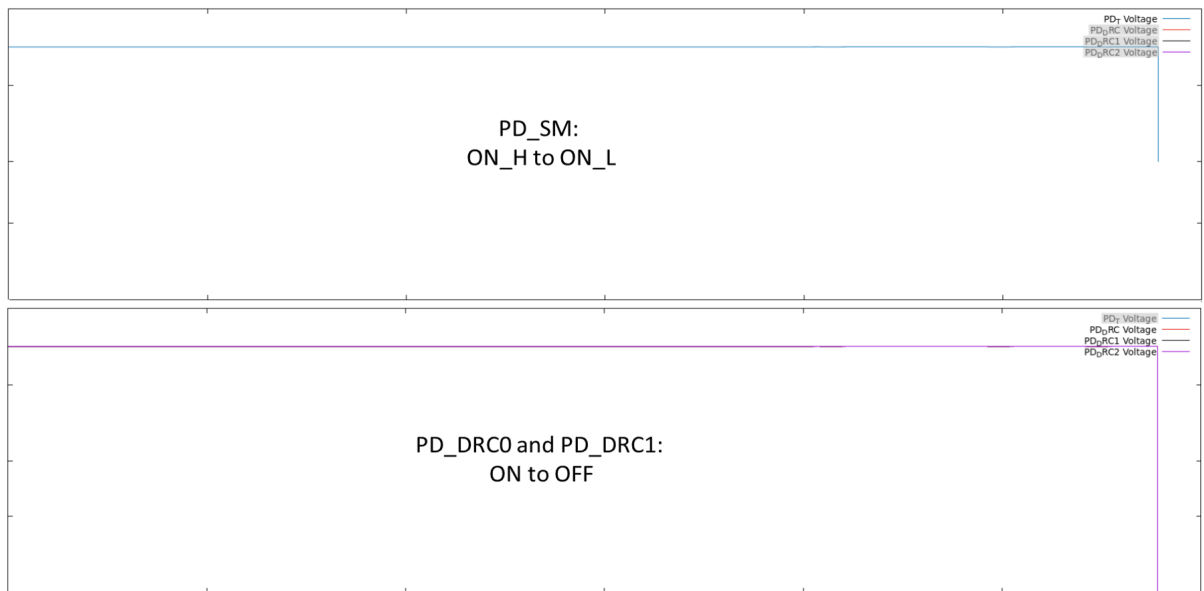 PD_T Voltage
PD_DRC Voltage
PD_DRC1 Voltage
PD_DRC2 Voltage
PD_SM:
ON_H to ON_L
PD_T Voltage
PD_DRC Voltage
PD_DRC1 Voltage
PD_DRC2 Voltage
PD_DRC0 and PD_DRC1:
ON to OFF